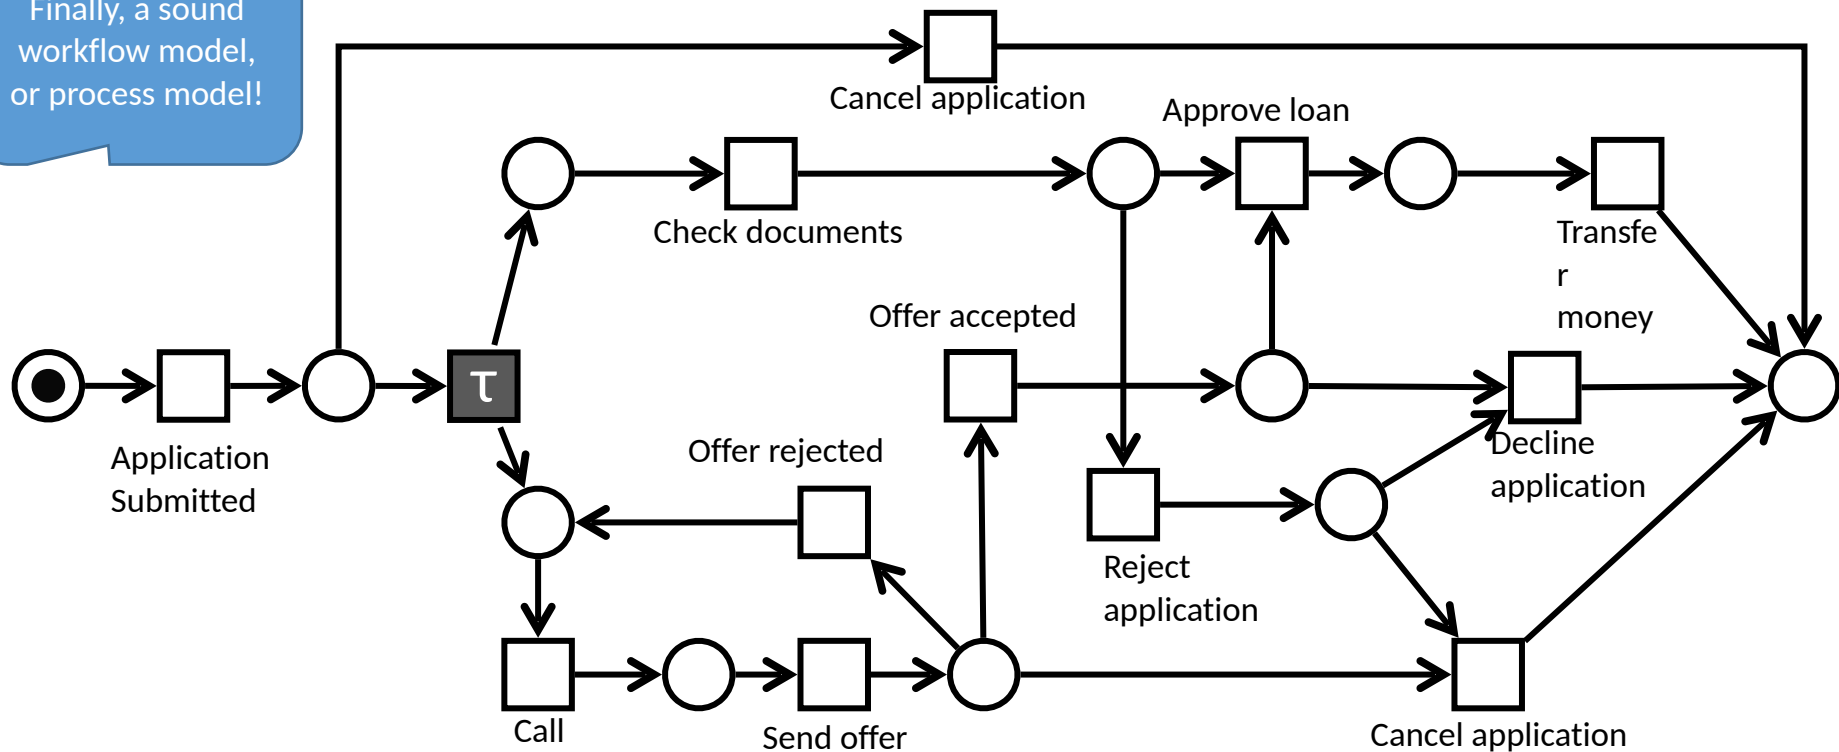 Finally, a sound
workflow model,
or process model!
Cancel application
Approve loan
Check documents
Transfe
r
money
Offer accepted
τ
Application
Submitted
Offer rejected
Decline
application
Reject
application
Call
Send offer
Cancel application